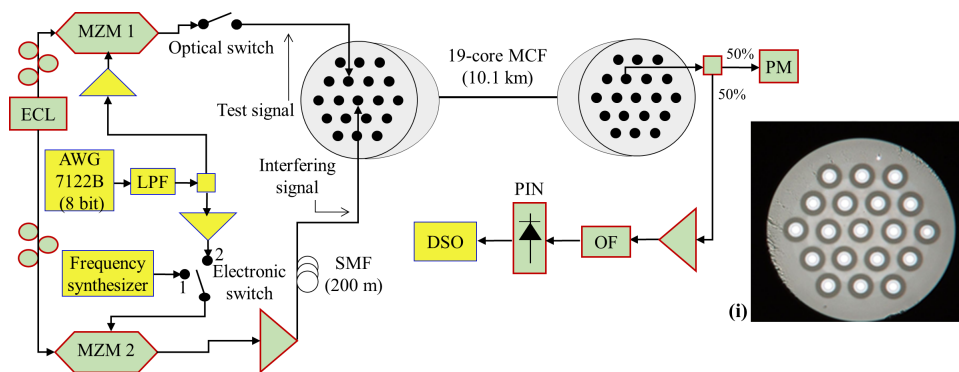 MZM 1
Optical switch
19-core MCF
(10.1 km)
50%
PM
50%
ECL
Test signal
AWG
7122B
(8 bit)
LPF
Interfering
signal
PIN
DSO
OF
Frequency
synthesizer
2
1
Electronic
switch
SMF
(200 m)
MZM 2
(i)